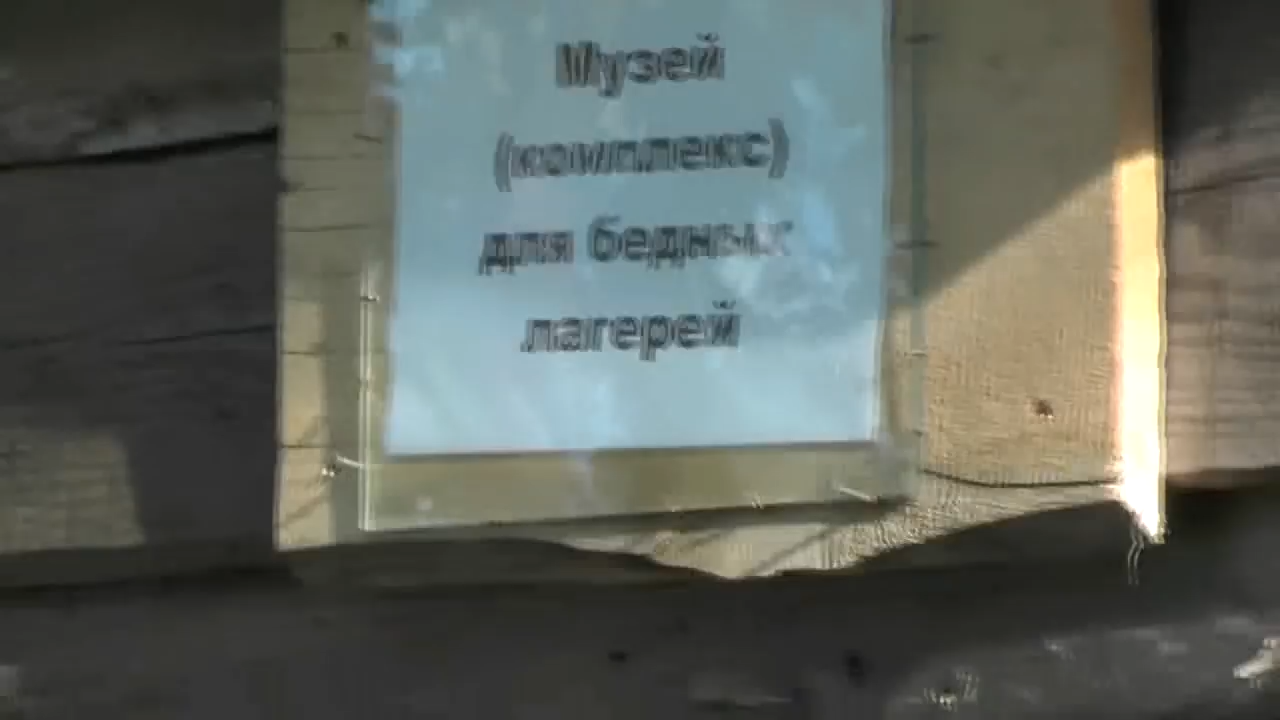 Музей
(комплекс)
для бедных
лагерей